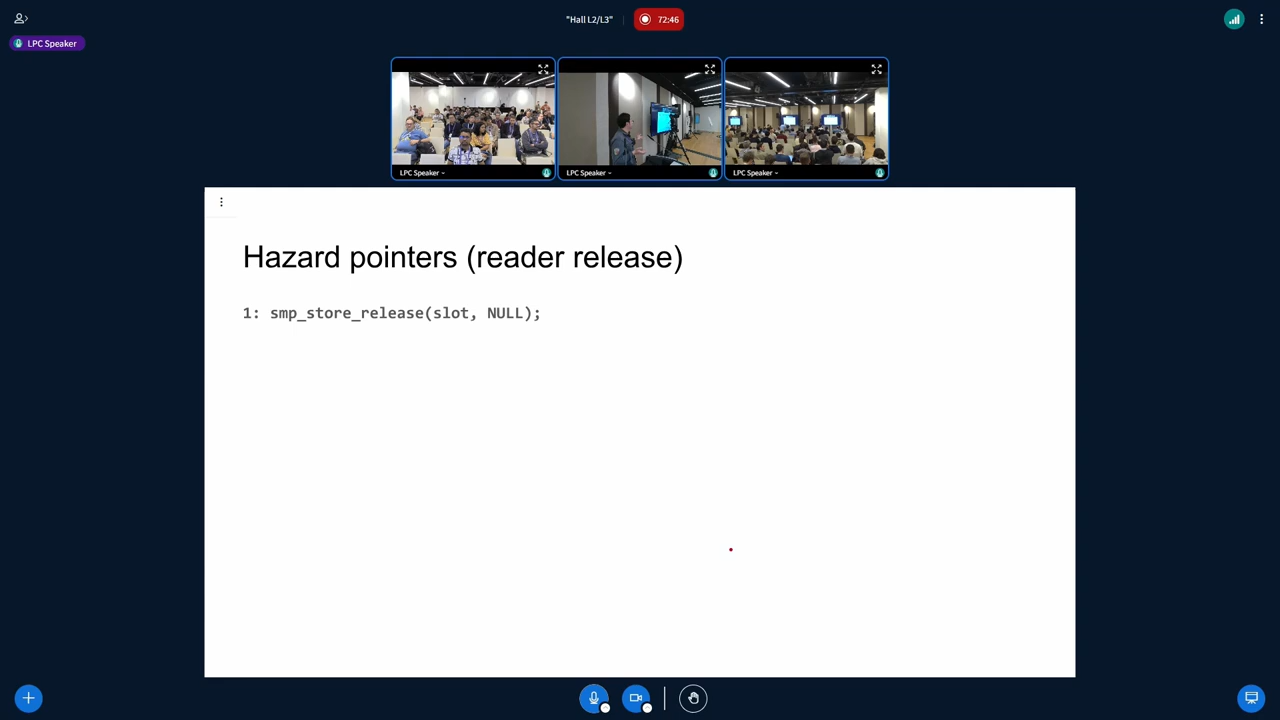 "Hall L2/L3"
72:46
LPC Speaker
LPC Speaker
LPC Speaker
LPC Speaker
Hazard pointers (reader release)
1: smp_store_release(slot, NULL);